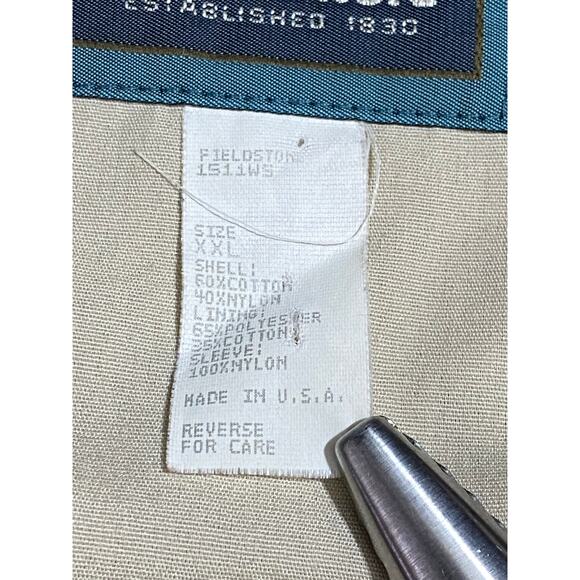 ESTABLISHED 1830
FIELDSTON
1511WS
SIZE
XXL
SHELL:
60%COTTON
40%NYLON
LINING:
65%POLYESTER
35%COTTON
SLEEVE:
100%NYLON
MADE IN U.S.A.
REVERSE
FOR CARE